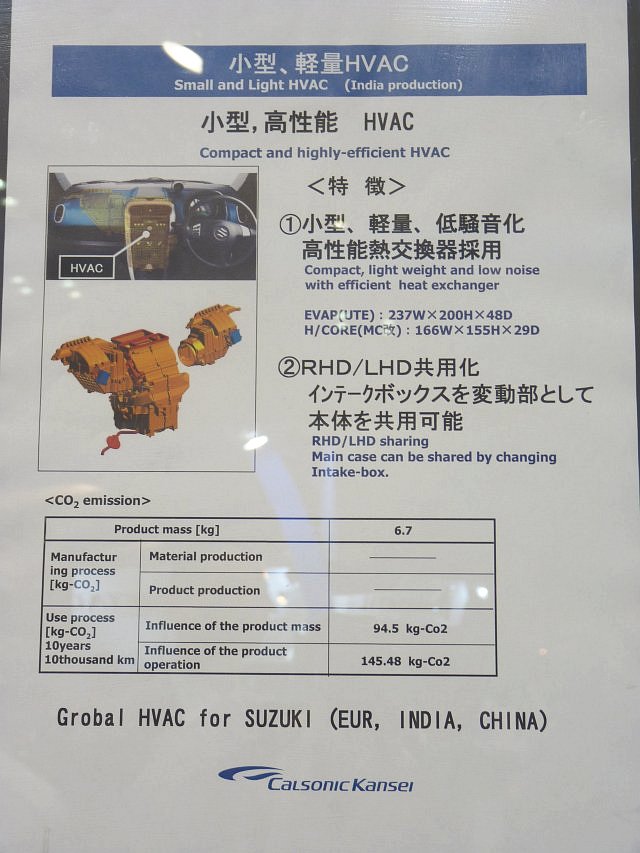 小型、軽量HVAC
Small and Light HVAC (India production)
小型,高性能 HVAC
Compact and highly-efficient HVAC
HVAC
＜特 徴＞
①小型、軽量、低騒音化
高性能熱交換器採用
Compact, light weight and low noise
with efficient heat exchanger
EVAP(UTE) : 237W×200H×48D
H/CORE(MC改) : 166W×155H×29D
②RHD/LHD共用化
インテークボックスを変動部として
本体を共用可能
RHD/LHD sharing
Main case can be shared by changing
Intake-box.
<CO2 emission>
Product mass [kg] 6.7
Manufactur
ing process
[kg-CO2]
Material production
Product production
Use process
[kg-CO2]
10years
10thousand km
Influence of the product mass 94.5 kg-Co2
Influence of the product
operation 145.48 kg-Co2
Grobal HVAC for SUZUKI (EUR, INDIA, CHINA)
CALSONIC KANSEI